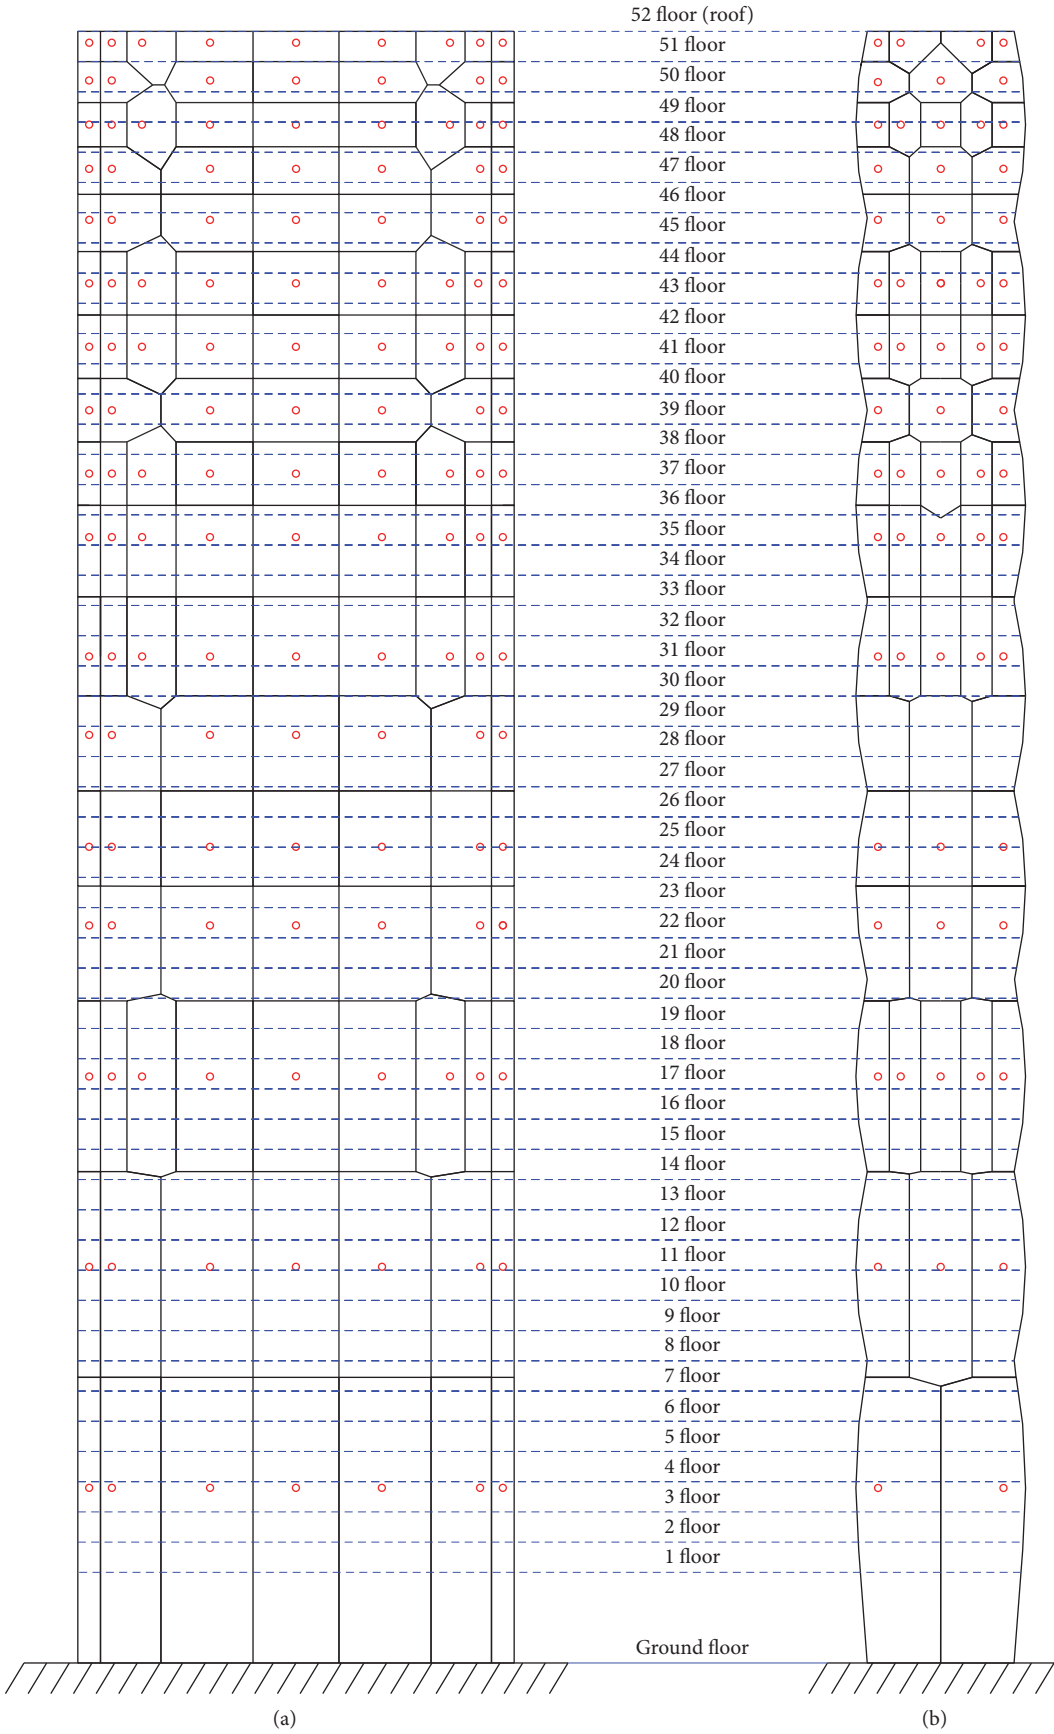 52 floor (roof)
51 floor
50 floor
49 floor
48 floor
47 floor
46 floor
45 floor
44 floor
43 floor
42 floor
41 floor
40 floor
39 floor
38 floor
37 floor
36 floor
35 floor
34 floor
33 floor
32 floor
31 floor
30 floor
29 floor
28 floor
27 floor
26 floor
25 floor
24 floor
23 floor
22 floor
21 floor
20 floor
19 floor
18 floor
17 floor
16 floor
15 floor
14 floor
13 floor
12 floor
11 floor
10 floor
9 floor
8 floor
7 floor
6 floor
5 floor
4 floor
3 floor
2 floor
1 floor
Ground floor
(a)
(b)